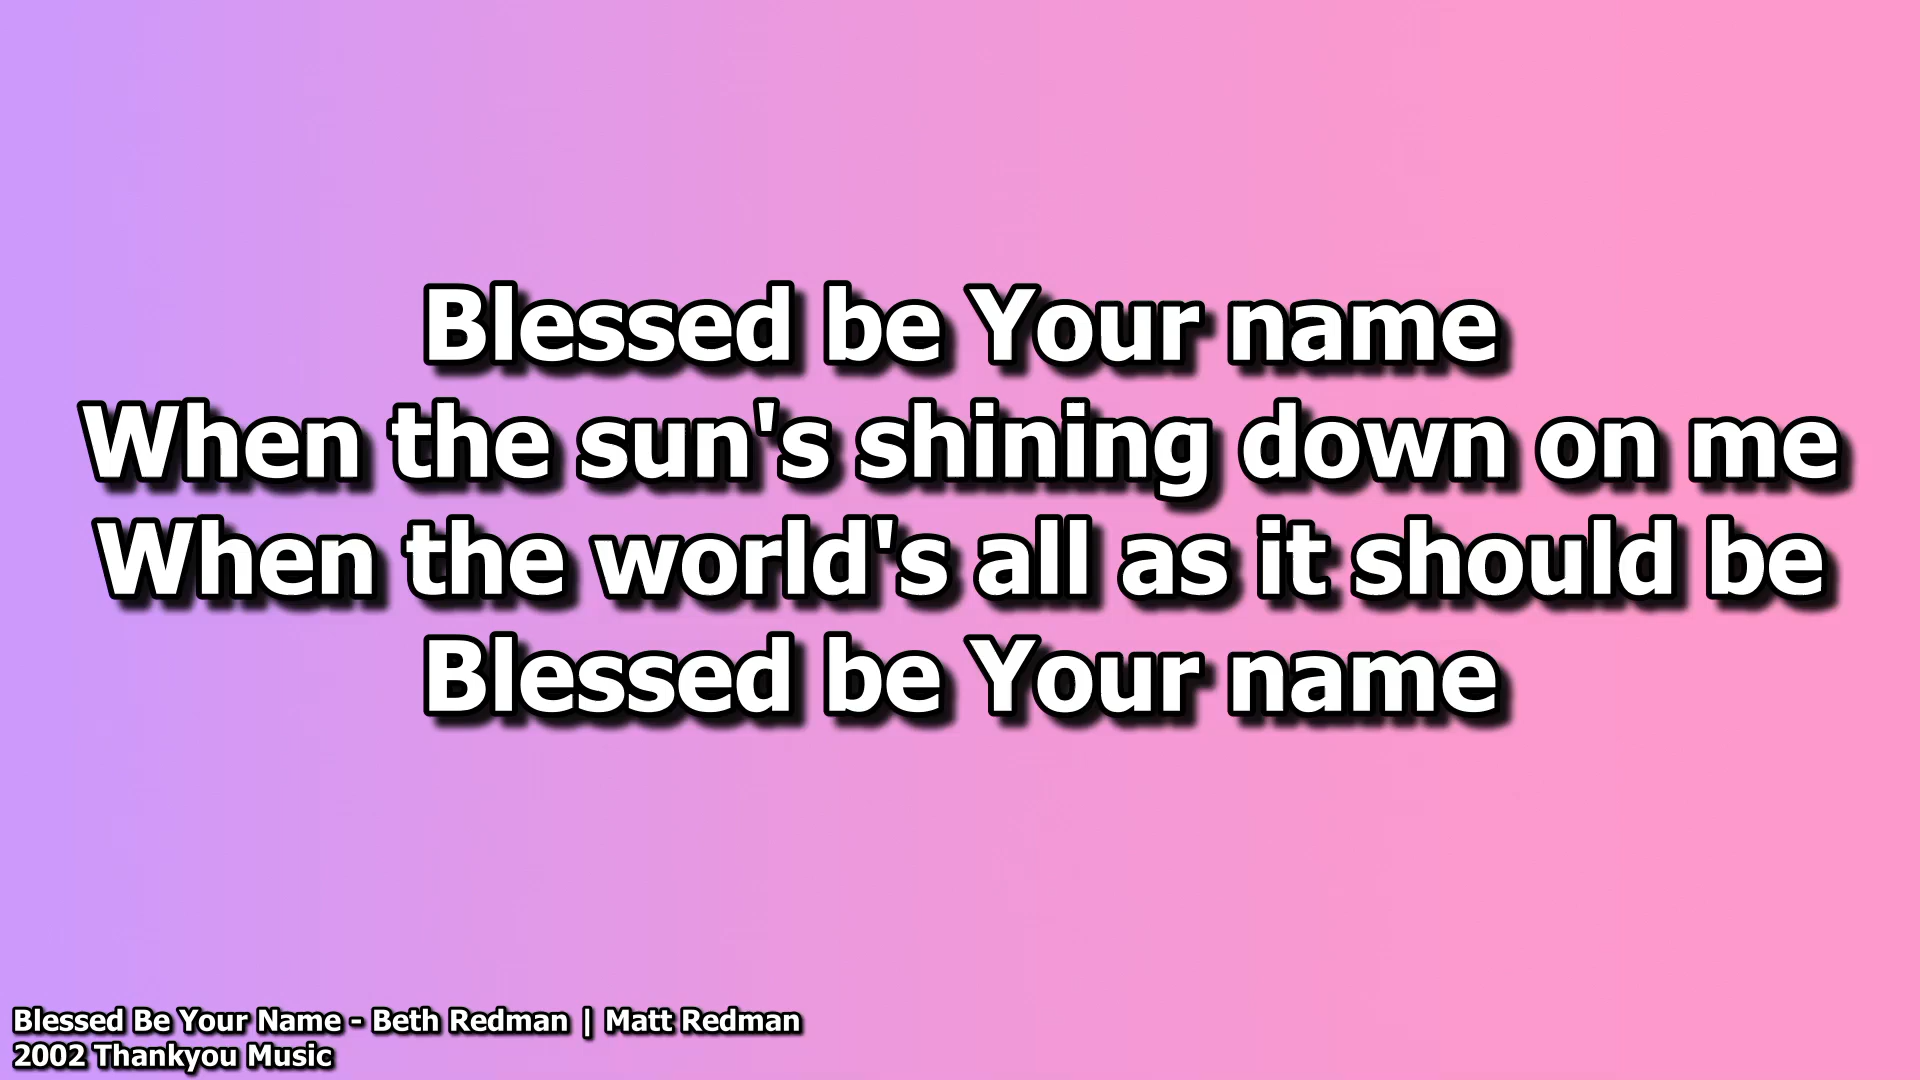 Blessed be Your name
When the sun's shining down on me
When the world's all as it should be
Blessed be Your name
Blessed Be Your Name - Beth Redman | Matt Redman
2002 Thankyou Music